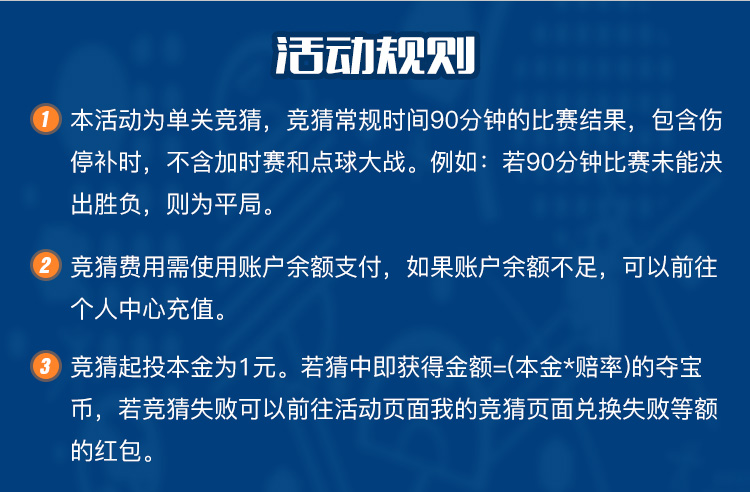 活动规则
1 本活动为单关竞猜，竞猜常规时间90分钟的比赛结果，包含伤
停补时，不含加时赛和点球大战。例如：若90分钟比赛未能决
出胜负，则为平局。
2 竞猜费用需使用账户余额支付，如果账户余额不足，可以前往
个人中心充值。
3 竞猜起投本金为1元。若猜中即获得金额=(本金*赔率)的夺宝
币，若竞猜失败可以前往活动页面我的竞猜页面兑换失败等额
的红包。